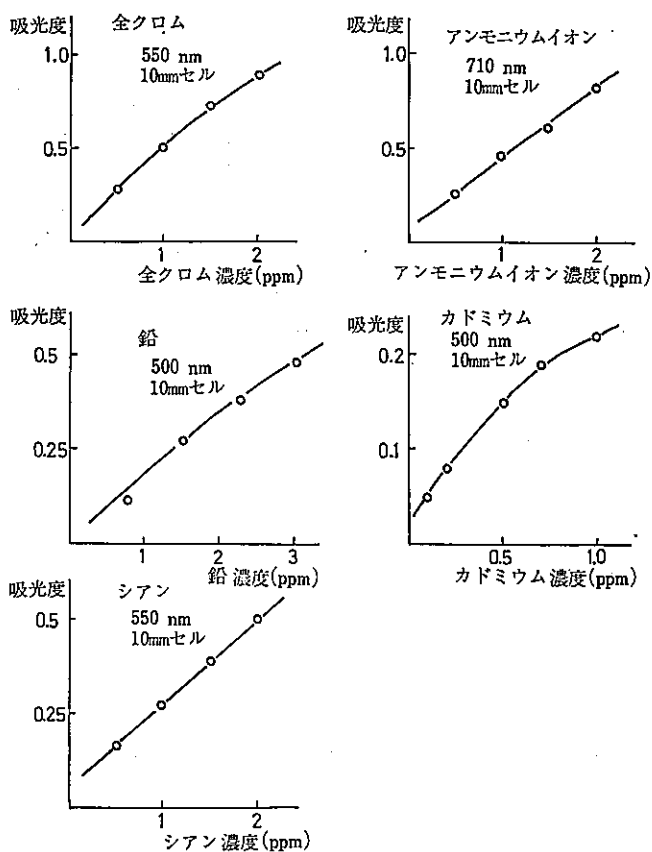 吸光度
全クロム
550 nm
10mmセル
1.0
0.5
1
2
全クロム濃度(ppm)
アンモニウムイオン
710 nm
10mmセル
1.0
0.5
1
2
アンモニウムイオン濃度(ppm)
吸光度
鉛
500 nm
10mmセル
0.5
0.25
1
2
3
鉛濃度(ppm)
吸光度
カドミウム
500 nm
10mmセル
0.2
0.1
0.5
1.0
カドミウム濃度(ppm)
吸光度
シアン
550 nm
10mmセル
0.5
0.25
1
2
シアン濃度(ppm)